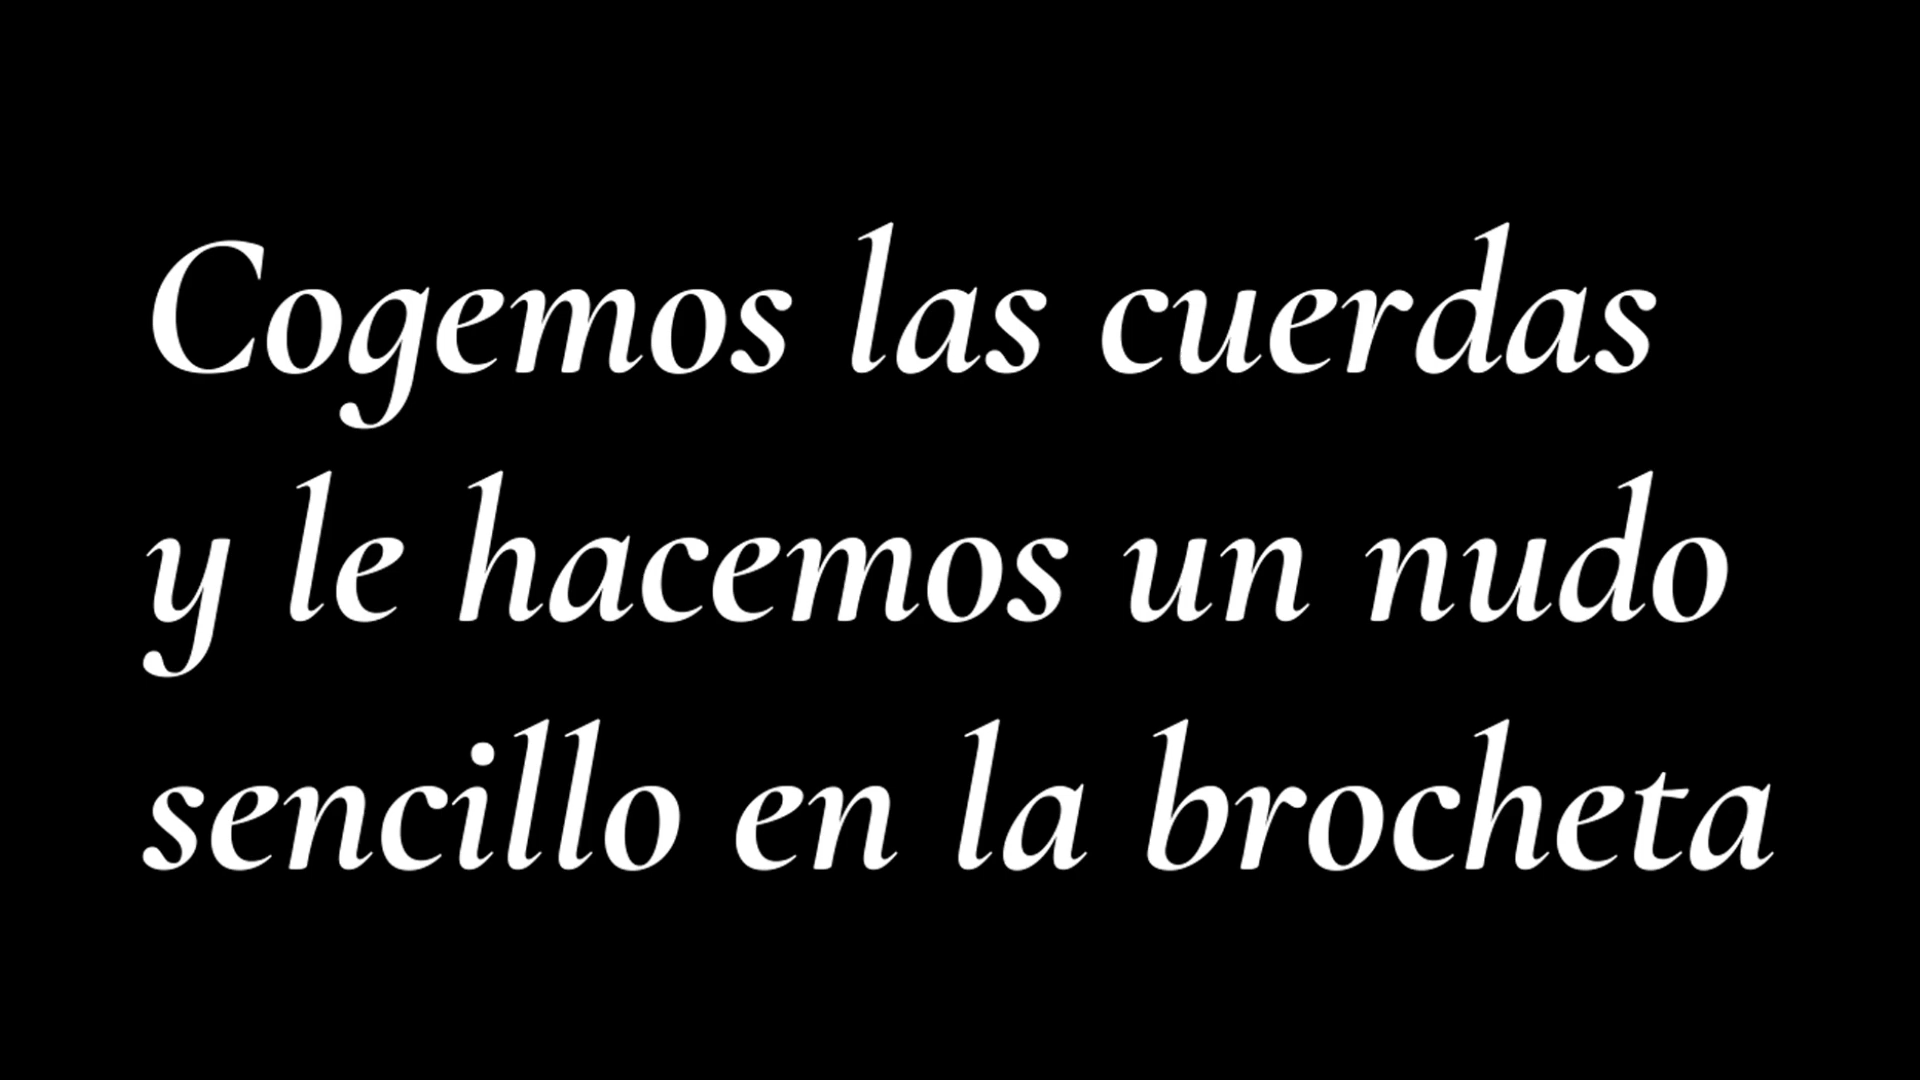 Cogemos las cuerdas
y le hacemos un nudo
sencillo en la brocheta